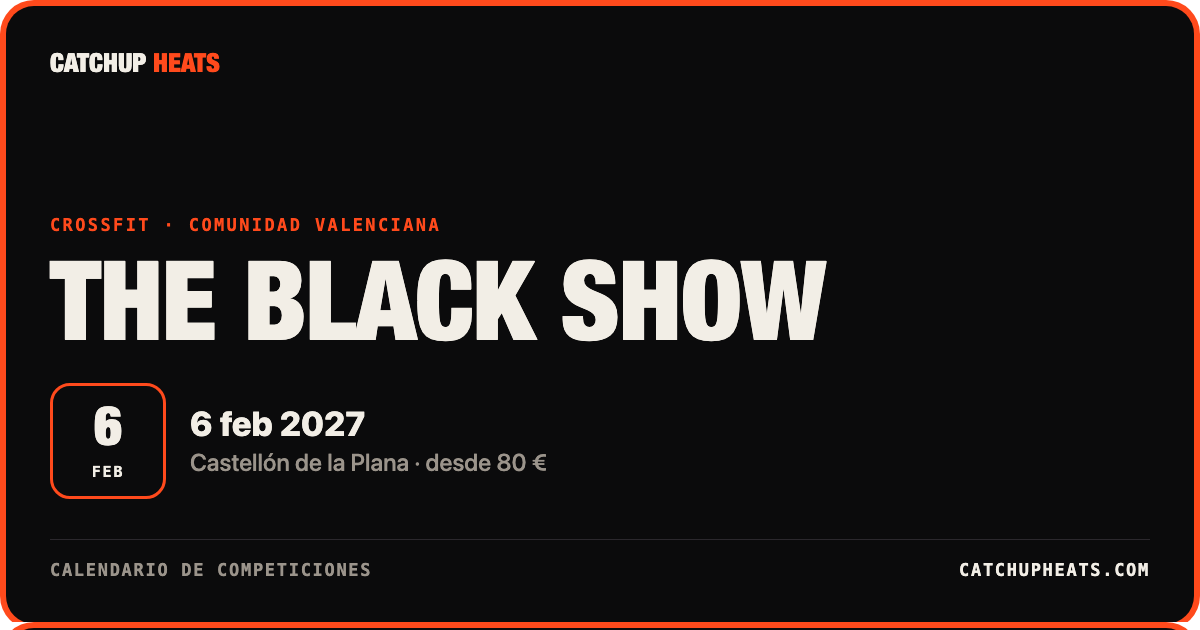 CATCHUP HEATS
CROSSFIT · COMUNIDAD VALENCIANA
THE BLACK SHOW
6
FEB
6 feb 2027
Castellón de la Plana · desde 80 €
CALENDARIO DE COMPETICIONES
CATCHUPHEATS.COM